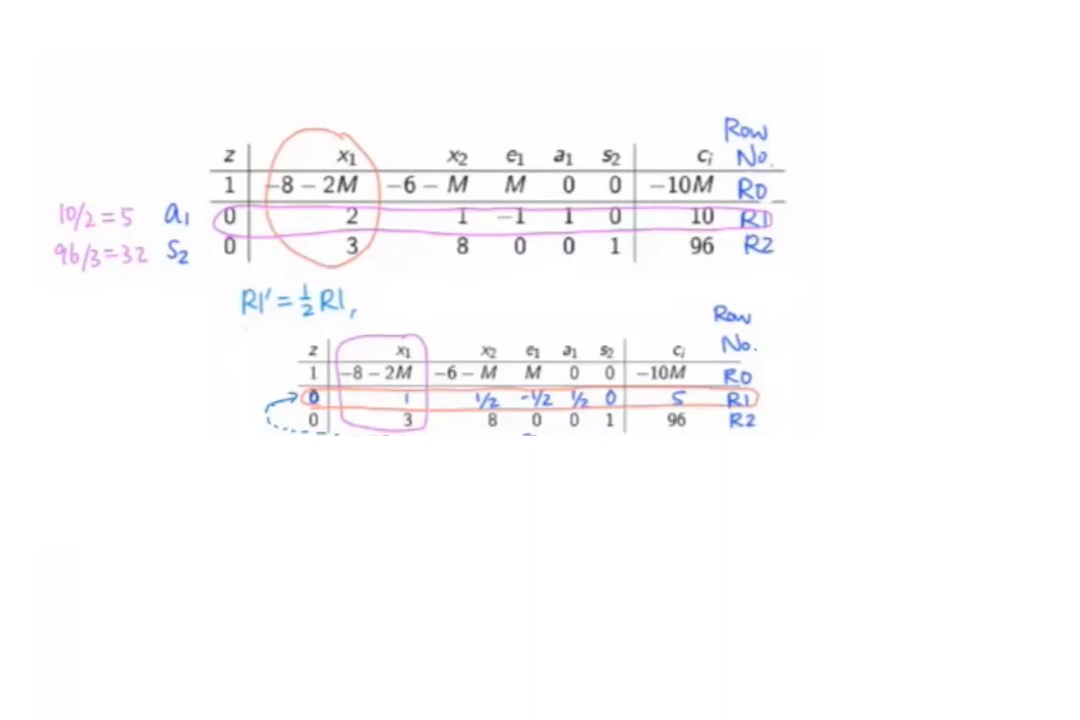 Row
z x₁ x₂ e₁ a₁ s₂ cᵢ No.
1 −8 − 2M −6 − M M 0 0 −10M R0
10/2=5 a₁ 0 2 1 −1 1 0 10 R1
96/3=32 s₂ 0 3 8 0 0 1 96 R2
R1' = ½ R1,
Row
z x₁ x₂ e₁ a₁ s₂ cᵢ No.
1 −8 − 2M −6 − M M 0 0 −10M R0
0 1 1/2 -1/2 1/2 0 5 R1
0 3 8 0 0 1 96 R2